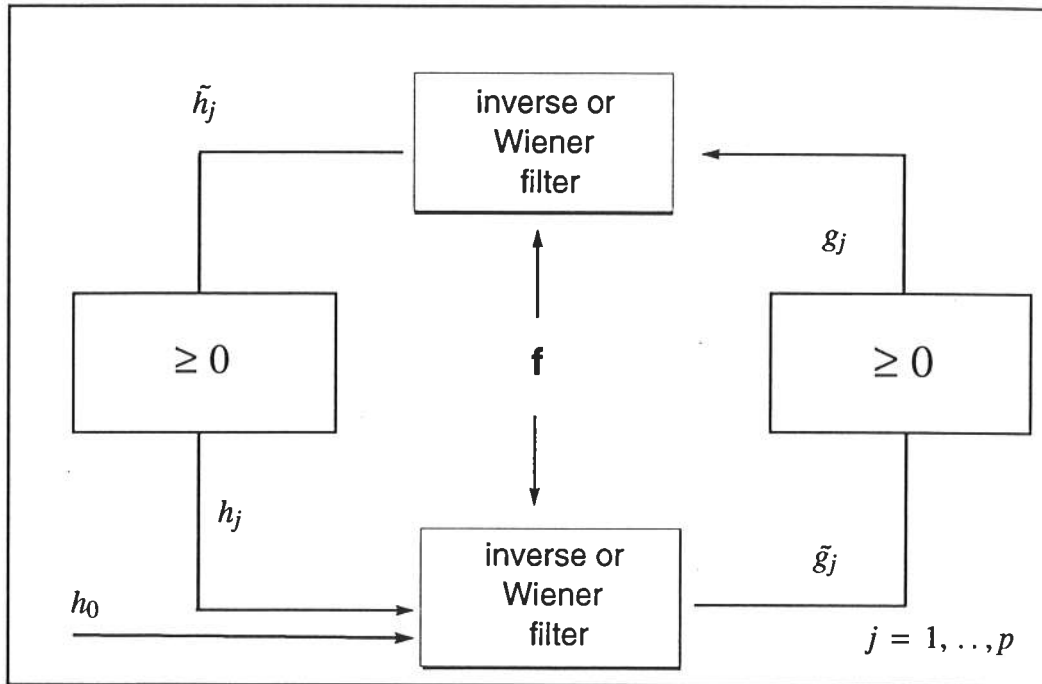 h̃ⱼ
inverse or
Wiener
filter
gⱼ
≥ 0
f
≥ 0
hⱼ
inverse or
Wiener
filter
g̃ⱼ
h₀
j = 1, . . , p